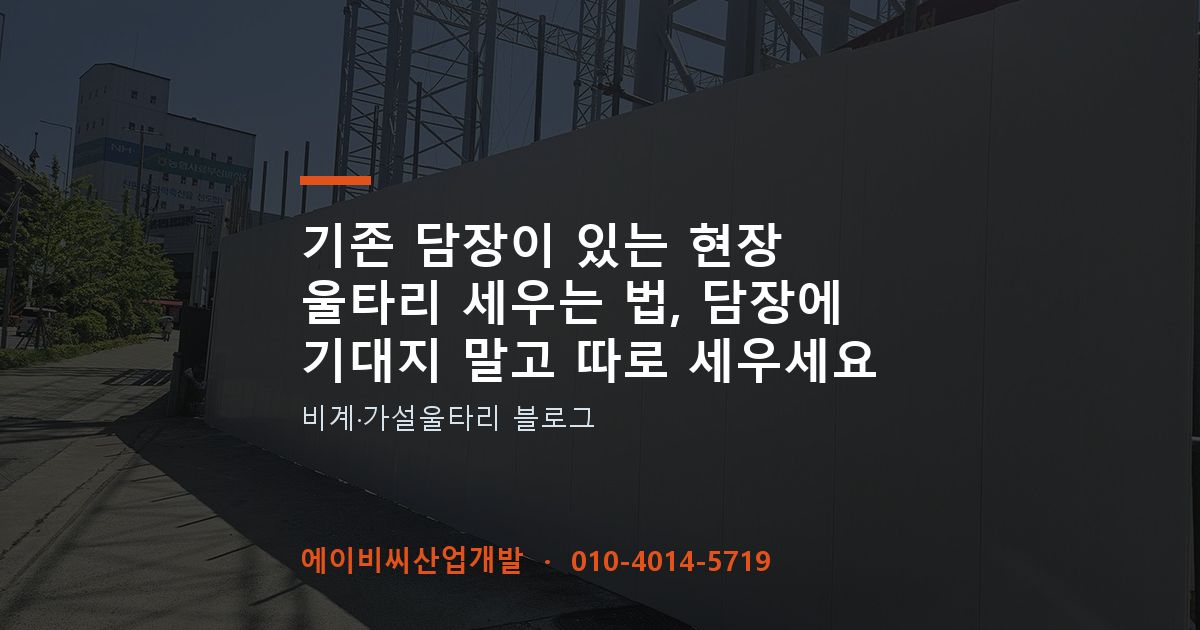 NH
기존 담장이 있는 현장
울타리 세우는 법, 담장에
기대지 말고 따로 세우세요
비계·가설울타리 블로그
에이비씨산업개발 · 010-4014-5719